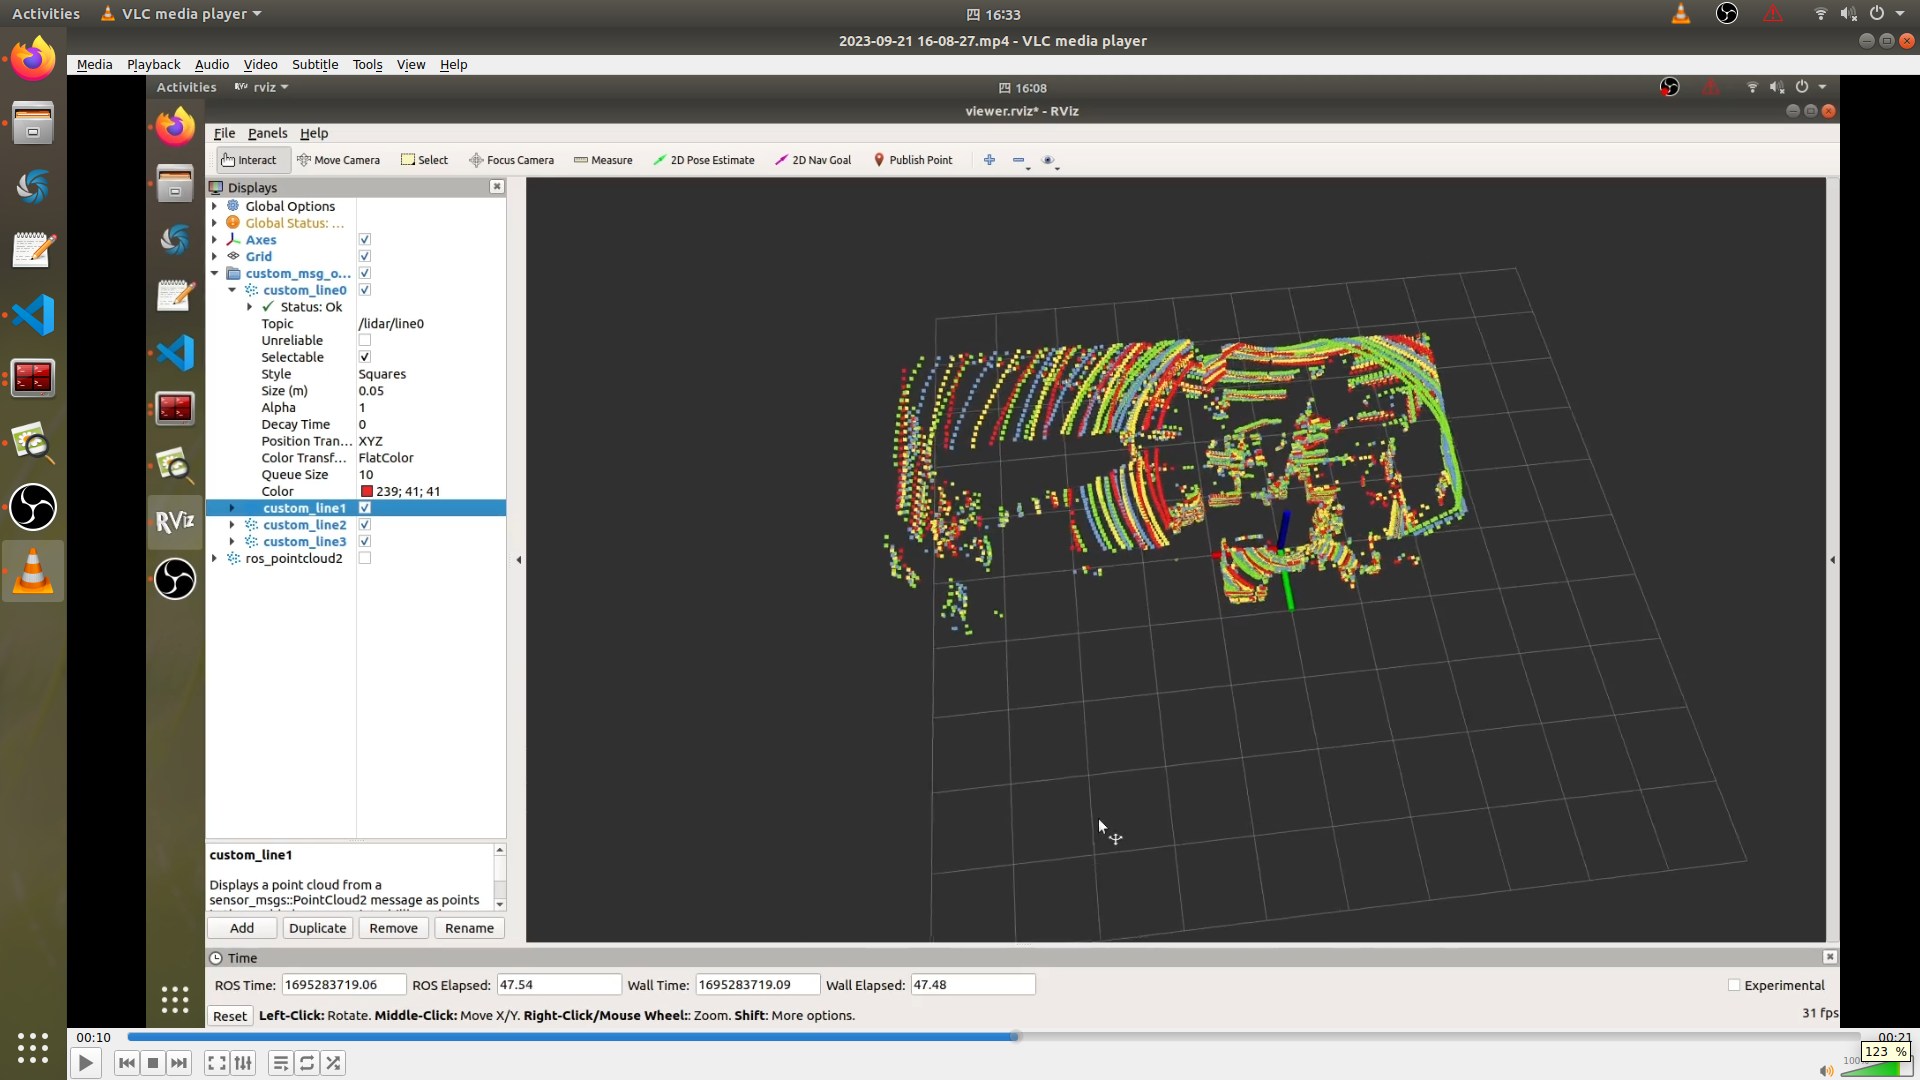 Activities
VLC media player
四 16:33
2023-09-21 16-08-27.mp4 - VLC media player
Media Playback Audio Video Subtitle Tools View Help
Activities
RViz rviz
四 16:08
viewer.rviz* - RViz
File Panels Help
Interact Move Camera Select Focus Camera Measure 2D Pose Estimate 2D Nav Goal Publish Point
Displays
Global Options
Global Status: ...
Axes
Grid
custom_msg_o...
custom_line0
Status: Ok
Topic /lidar/line0
Unreliable
Selectable
Style Squares
Size (m) 0.05
Alpha 1
Decay Time 0
Position Tran... XYZ
Color Transf... FlatColor
Queue Size 10
Color 239; 41; 41
custom_line1
custom_line2
custom_line3
ros_pointcloud2
RViz
custom_line1
Displays a point cloud from a
sensor_msgs::PointCloud2 message as points
Add Duplicate Remove Rename
Time
ROS Time: 1695283719.06 ROS Elapsed: 47.54 Wall Time: 1695283719.09 Wall Elapsed: 47.48 Experimental
Reset Left-Click: Rotate. Middle-Click: Move X/Y. Right-Click/Mouse Wheel:: Zoom. Shift: More options. 31 fps
00:10 00:21
123 %